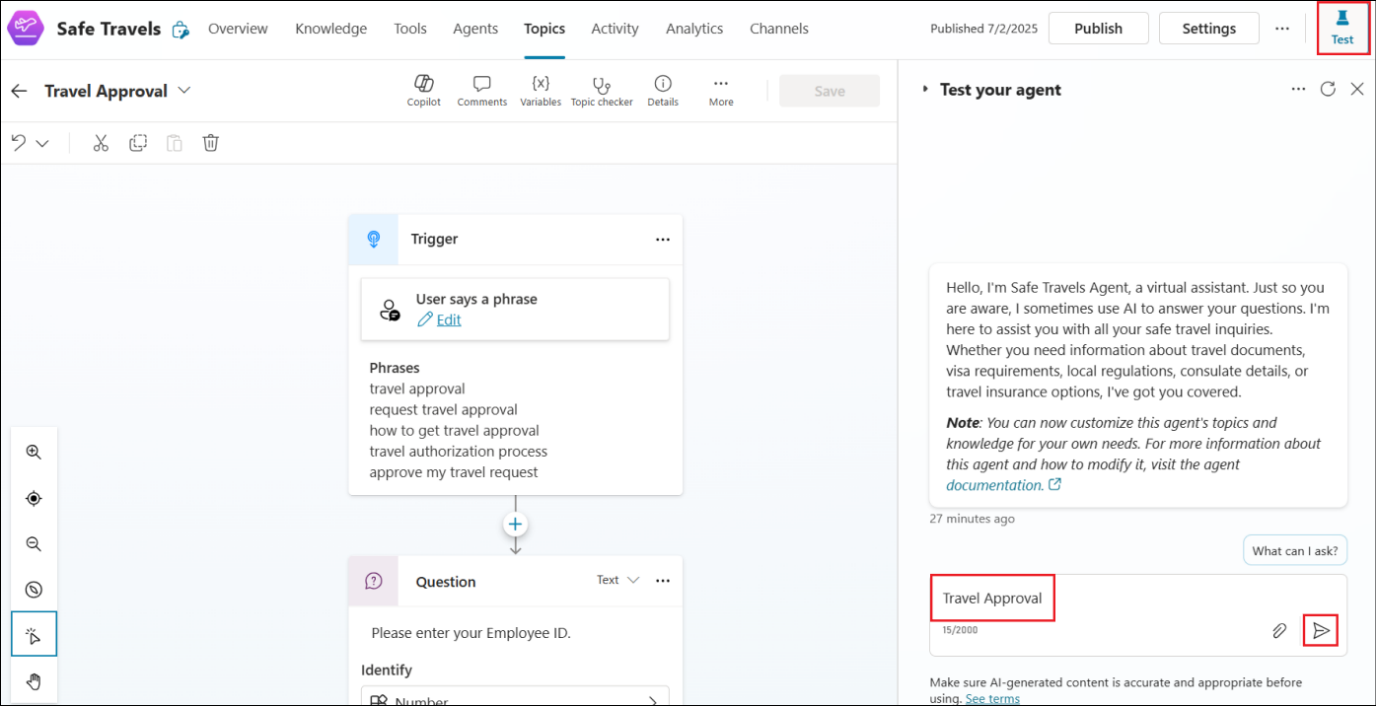 Safe Travels
Overview
Knowledge
Tools
Agents
Topics
Activity
Analytics
Channels
Published 7/2/2025
Publish
Settings
Test
Travel Approval
Copilot
Comments
{x}
Variables
Topic checker
Details
More
Save
Test your agent
Trigger
User says a phrase
Edit
Phrases
travel approval
request travel approval
how to get travel approval
travel authorization process
approve my travel request
Question
Text
Please enter your Employee ID.
Identify
Number
Hello, I'm Safe Travels Agent, a virtual assistant. Just so you
are aware, I sometimes use AI to answer your questions. I'm
here to assist you with all your safe travel inquiries.
Whether you need information about travel documents,
visa requirements, local regulations, consulate details, or
travel insurance options, I've got you covered.
Note: You can now customize this agent's topics and
knowledge for your own needs. For more information about
this agent and how to modify it, visit the agent
documentation.
27 minutes ago
What can I ask?
Travel Approval
15/2000
Make sure AI-generated content is accurate and appropriate before
using. See terms